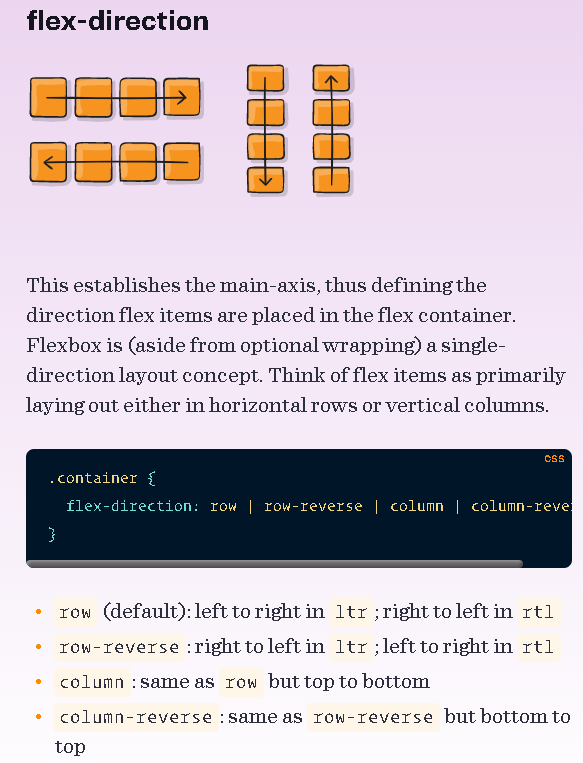 flex-direction
This establishes the main-axis, thus defining the
direction flex items are placed in the flex container.
Flexbox is (aside from optional wrapping) a single-
direction layout concept. Think of flex items as primarily
laying out either in horizontal rows or vertical columns.
CSS
.container {
flex-direction: row | row-reverse | column | column-reve
}
• row (default): left to right in ltr ; right to left in rtl
• row-reverse : right to left in ltr ; left to right in rtl
• column : same as row but top to bottom
• column-reverse : same as row-reverse but bottom to
top